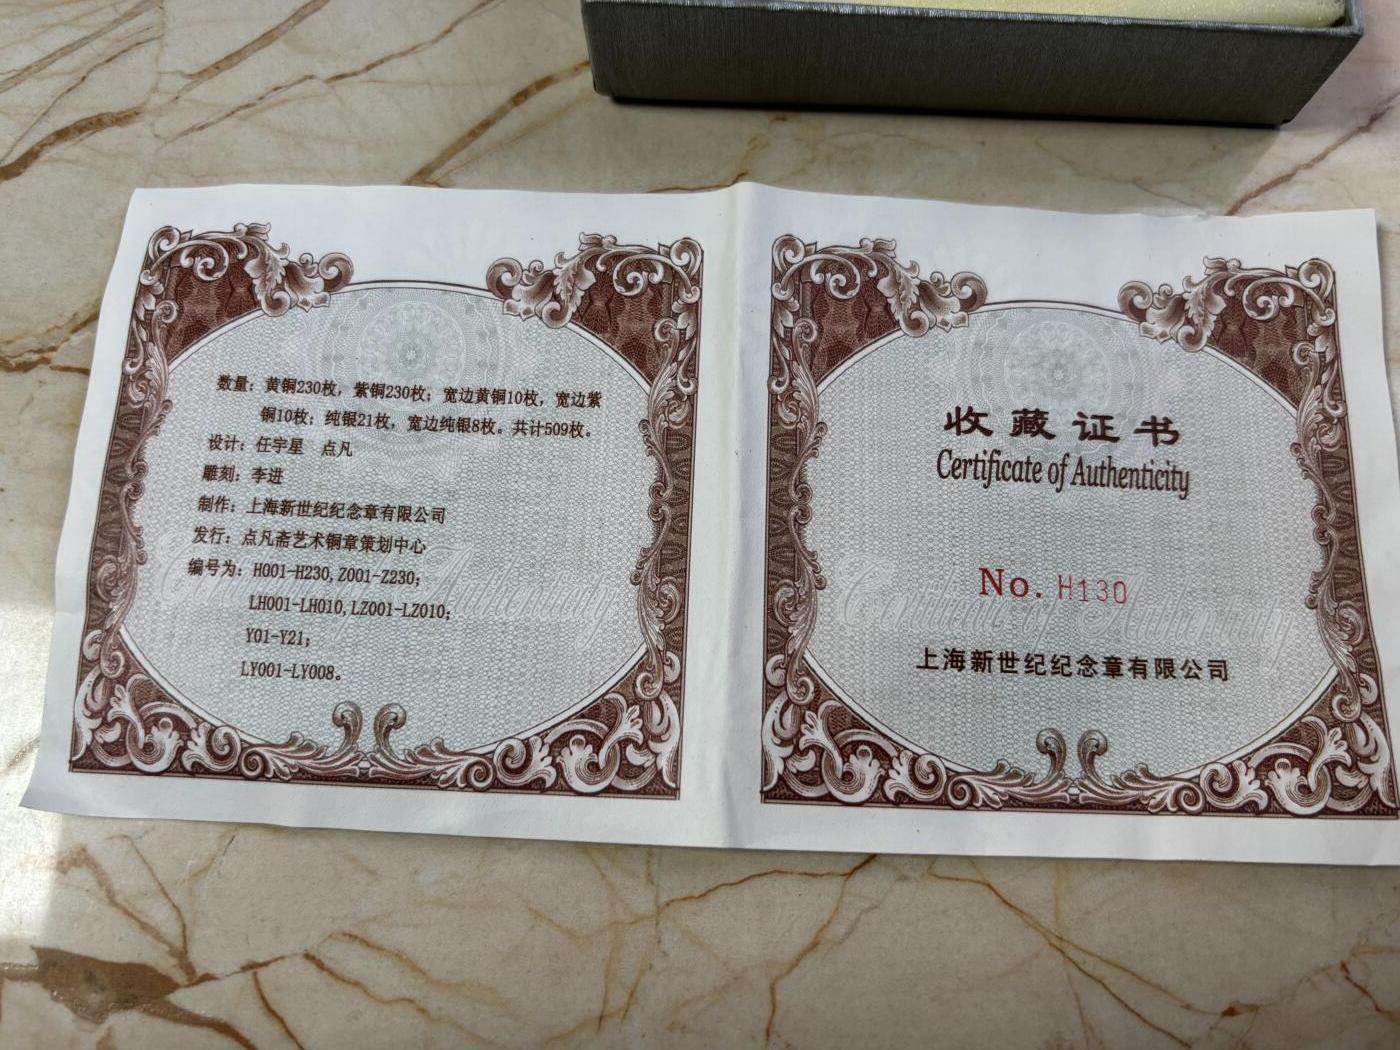 数量：黄铜230枚，紫铜230枚；宽边黄铜10枚，宽边紫
铜10枚；纯银21枚，宽边纯银8枚。共计509枚。
设计：任宇星　点凡
雕刻：李进
制作：上海新世纪纪念章有限公司
发行：点凡斋艺术铜章策划中心
编号为：H001-H230,Z001-Z230;
LH001-LH010,LZ001-LZ010;
Y01-Y21;
LY001-LY008。
Certificate of Authenticity
收藏证书
Certificate of Authenticity
No. H130
Certificate of Authenticity
上海新世纪纪念章有限公司